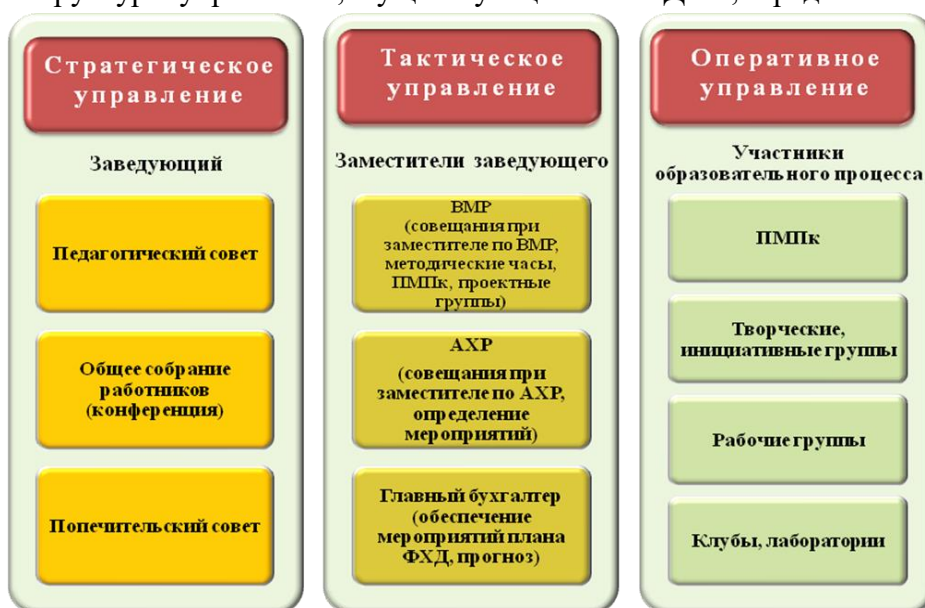 Стратегическое
управление
Заведующий
Педагогический совет
Общее собрание
работников
(конференция)
Попечительский совет
Тактическое
управление
Заместители заведующего
ВМР
(совещания при
заместителе по ВМР,
методические часы,
ПМПк, проектные
группы)
АХР
(совещания при
заместителе по АХР,
определение
мероприятий)
Главный бухгалтер
(обеспечение
мероприятий плана
ФХД, прогноз)
Оперативное
управление
Участники
образовательного процесса
ПМПк
Творческие,
инициативные группы
Рабочие группы
Клубы, лаборатории